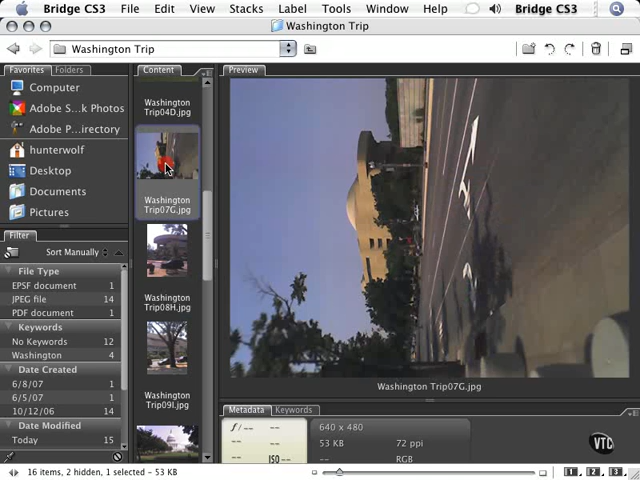 Bridge CS3 File Edit View Stacks Label Tools Window Help Bridge CS3
Washington Trip
Washington Trip
Favorites Folders
Computer
Adobe S...k Photos
Adobe P...irectory
hunterwolf
Desktop
Documents
Pictures
Filter
Sort Manually
File Type
EPSF document 1
JPEG file 14
PDF document 1
Keywords
No Keywords 12
Washington 4
Date Created
6/8/07 1
6/5/07 1
10/12/06 14
Date Modified
Today 15
Content
Washington
Trip04D.jpg
Washington
Trip07G.jpg
Washington
Trip08H.jpg
Washington
Trip09I.jpg
Preview
Washington Trip07G.jpg
Metadata Keywords
f/ -- --
-- --
-- ISO --
640 x 480
53 KB 72 ppi
-- RGB
VTC
16 items, 2 hidden, 1 selected - 53 KB
1 2 3